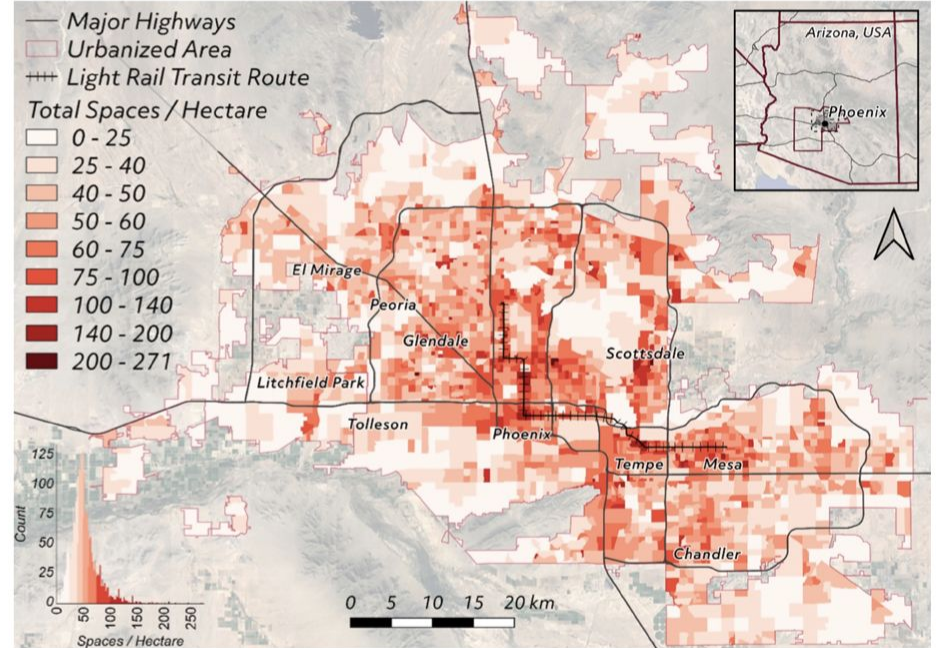 Major Highways
Urbanized Area
Light Rail Transit Route
Total Spaces / Hectare
0 - 25
25 - 40
40 - 50
50 - 60
60 - 75
75 - 100
100 - 140
140 - 200
200 - 271
Arizona, USA
Phoenix
El Mirage
Peoria
Glendale
Scottsdale
Litchfield Park
Tolleson
Phoenix
Tempe
Mesa
Chandler
125
100
75
50
25
0
Count
0
50
100
150
200
250
Spaces / Hectare
0 5 10 15 20 km